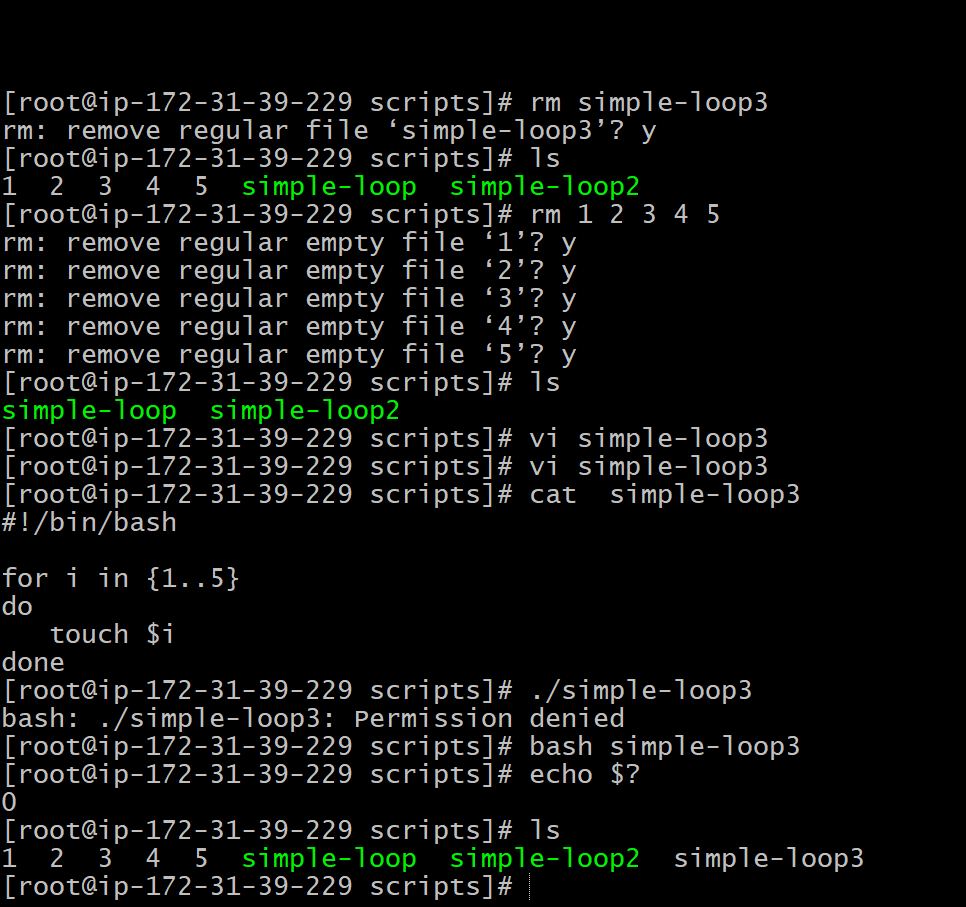 [root@ip-172-31-39-229 scripts]# rm simple-loop3
rm: remove regular file ‘simple-loop3’? y
[root@ip-172-31-39-229 scripts]# ls
1  2  3  4  5  simple-loop  simple-loop2
[root@ip-172-31-39-229 scripts]# rm 1 2 3 4 5
rm: remove regular empty file ‘1’? y
rm: remove regular empty file ‘2’? y
rm: remove regular empty file ‘3’? y
rm: remove regular empty file ‘4’? y
rm: remove regular empty file ‘5’? y
[root@ip-172-31-39-229 scripts]# ls
simple-loop  simple-loop2
[root@ip-172-31-39-229 scripts]# vi simple-loop3
[root@ip-172-31-39-229 scripts]# vi simple-loop3
[root@ip-172-31-39-229 scripts]# cat  simple-loop3
#!/bin/bash

for i in {1..5}
do
   touch $i
done
[root@ip-172-31-39-229 scripts]# ./simple-loop3
bash: ./simple-loop3: Permission denied
[root@ip-172-31-39-229 scripts]# bash simple-loop3
[root@ip-172-31-39-229 scripts]# echo $?
0
[root@ip-172-31-39-229 scripts]# ls
1  2  3  4  5  simple-loop  simple-loop2  simple-loop3
[root@ip-172-31-39-229 scripts]#